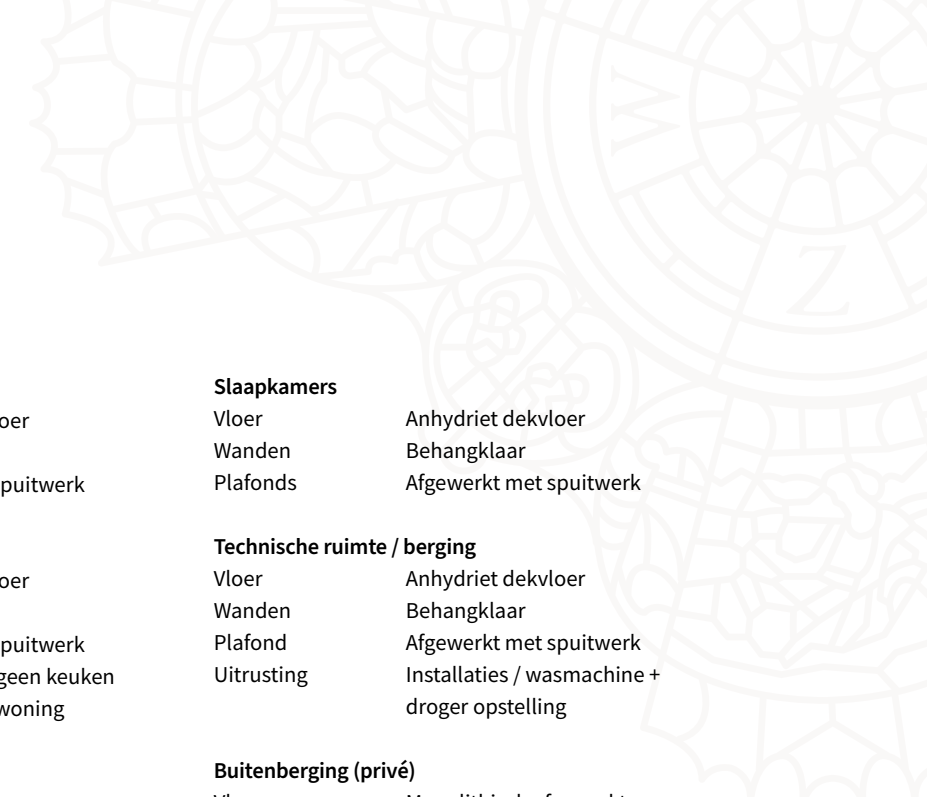 W
Z
oer
puitwerk
oer
puitwerk
geen keuken
woning
Slaapkamers
Vloer Anhydriet dekvloer
Wanden Behangklaar
Plafonds Afgewerkt met spuitwerk
Technische ruimte / berging
Vloer Anhydriet dekvloer
Wanden Behangklaar
Plafond Afgewerkt met spuitwerk
Uitrusting Installaties / wasmachine +
droger opstelling
Buitenberging (privé)